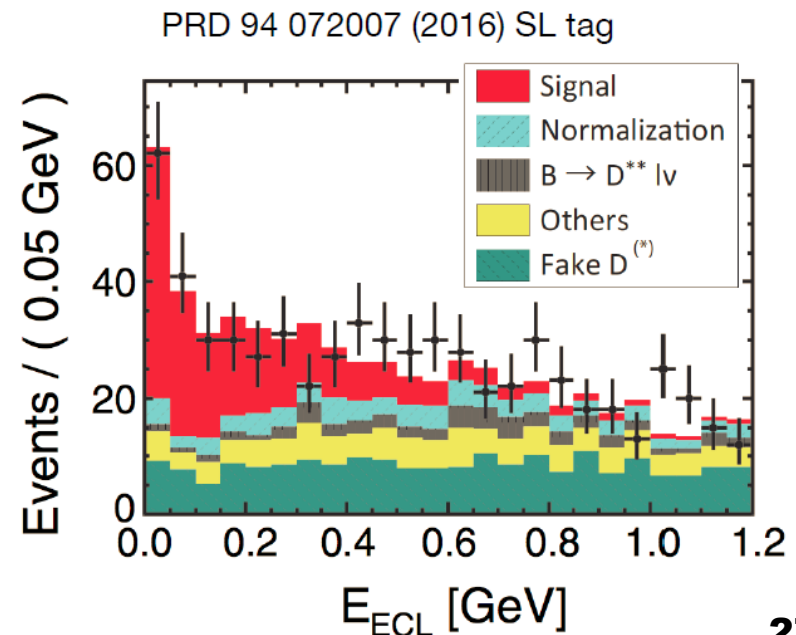 PRD 94 072007 (2016) SL tag
Signal
Normalization
B → D** lν
Others
Fake D(*)
Events / ( 0.05 GeV )
60
40
20
0
0.0 0.2 0.4 0.6 0.8 1.0 1.2
E_ECL [GeV]